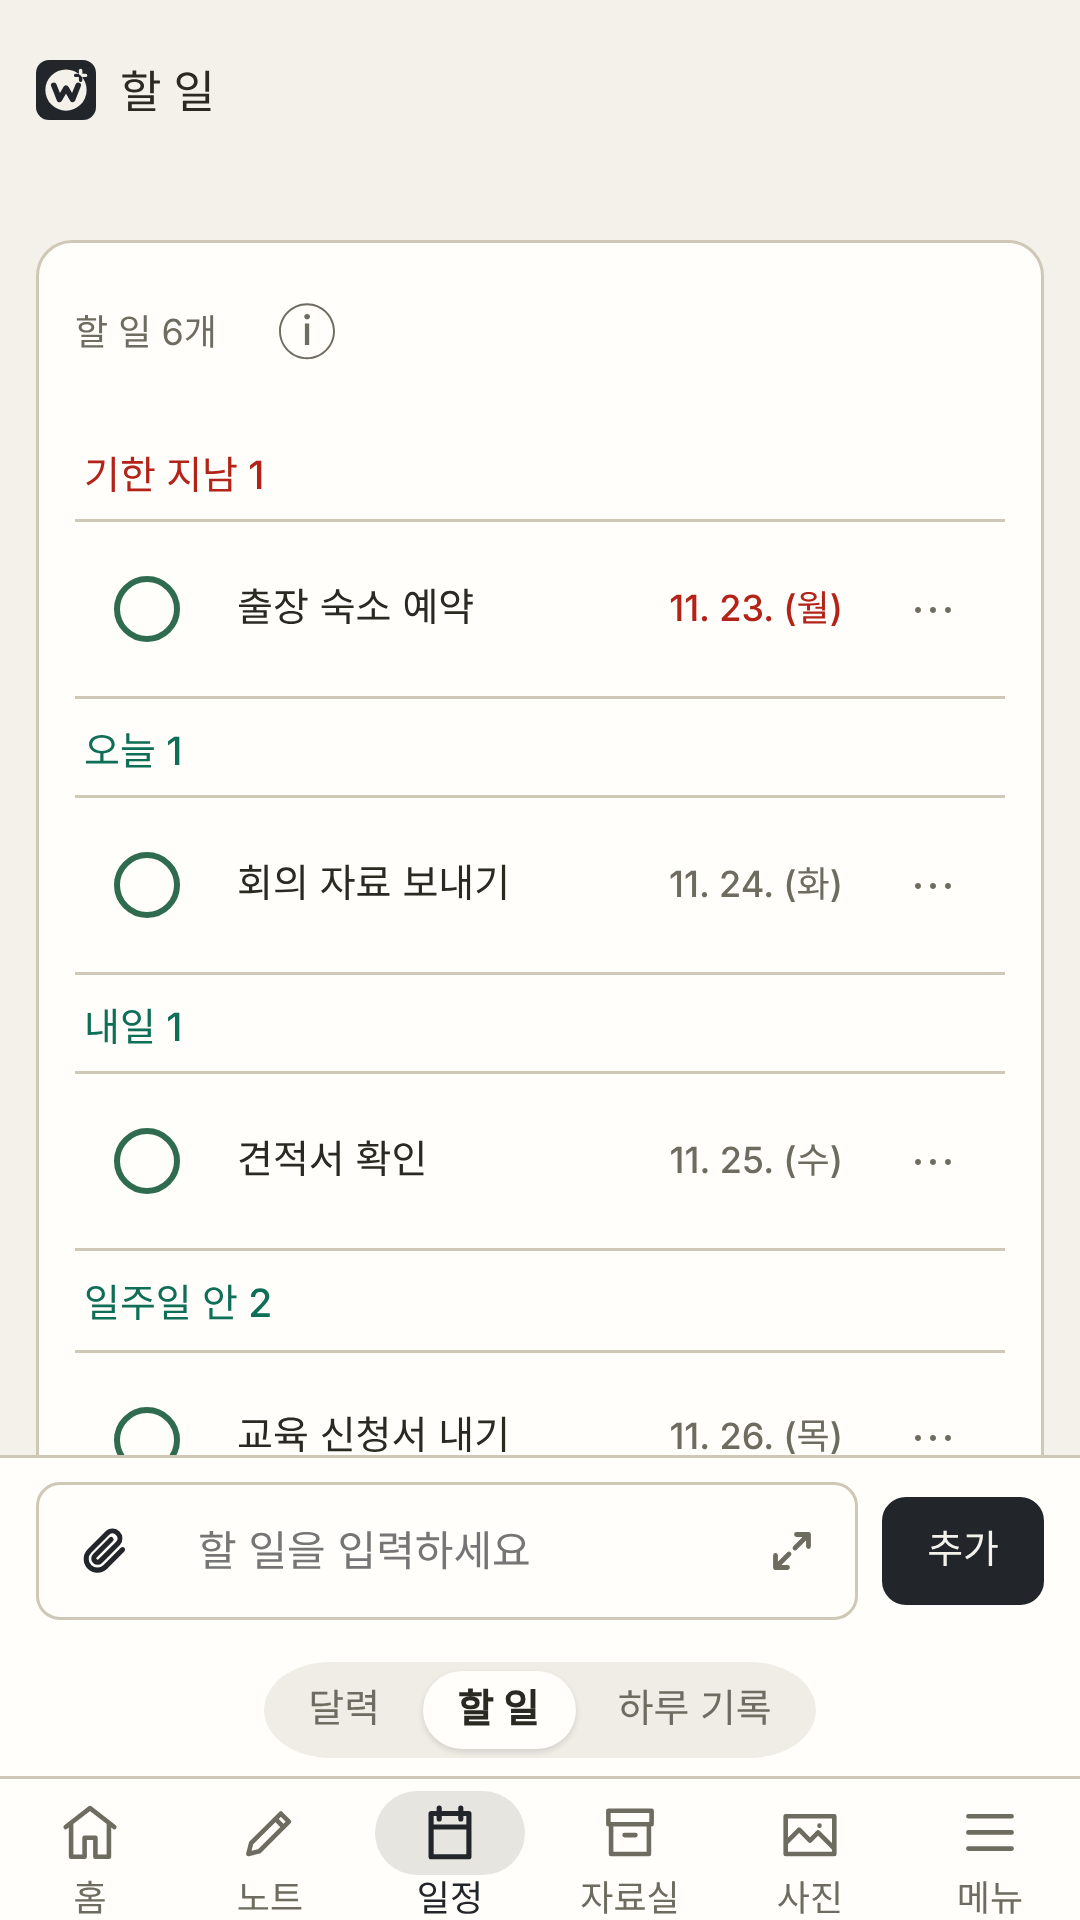 할 일
할 일 6개
기한 지남 1
출장 숙소 예약 11. 23. (월)
오늘 1
회의 자료 보내기 11. 24. (화)
내일 1
견적서 확인 11. 25. (수)
일주일 안 2
교육 신청서 내기 11. 26. (목)
할 일을 입력하세요 추가
달력 할 일 하루 기록
홈 노트 일정 자료실 사진 메뉴